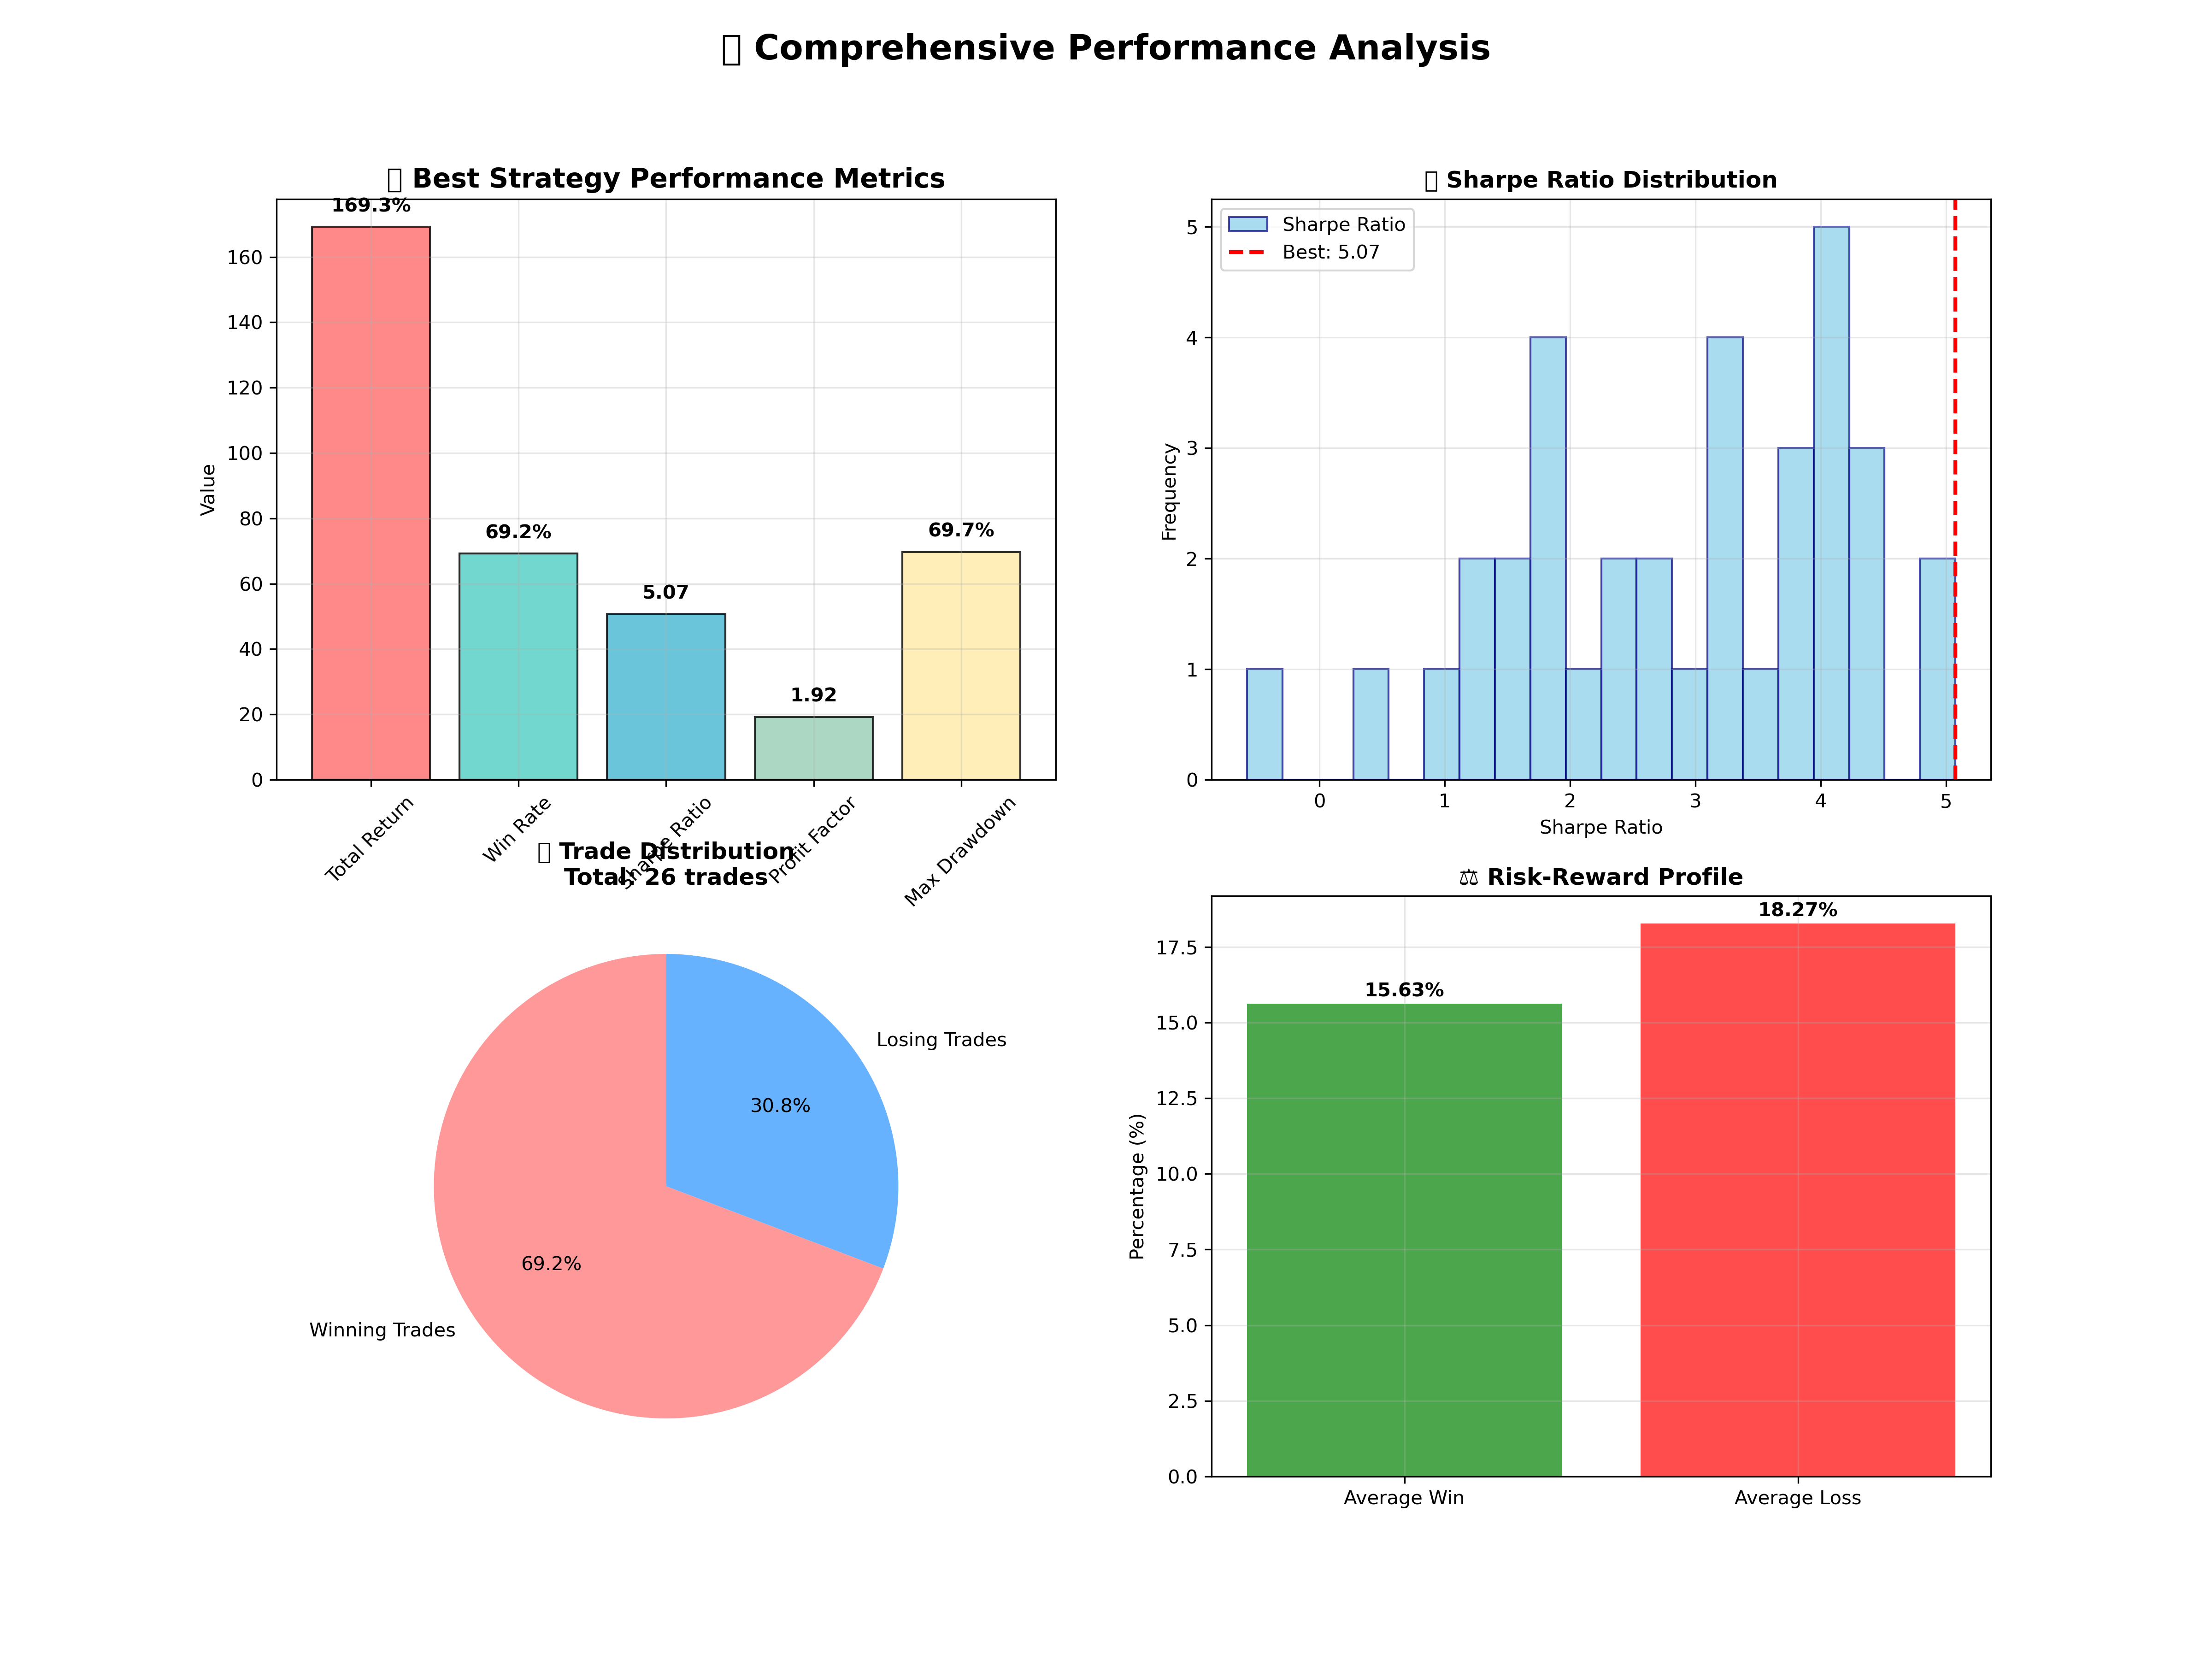 ▯ Comprehensive Performance Analysis
▯ Best Strategy Performance Metrics
169.3%
69.2%
5.07
1.92
69.7%
160
140
120
100
80
60
40
20
0
Value
Total Return
Win Rate
Sharpe Ratio
Profit Factor
Max Drawdown
▯ Sharpe Ratio Distribution
Sharpe Ratio
Best: 5.07
5
4
3
2
1
0
Frequency
0 1 2 3 4 5
Sharpe Ratio
▯ Trade Distribution
Total: 26 trades
Losing Trades
30.8%
69.2%
Winning Trades
⚖ Risk-Reward Profile
18.27%
15.63%
17.5
15.0
12.5
10.0
7.5
5.0
2.5
0.0
Percentage (%)
Average Win
Average Loss